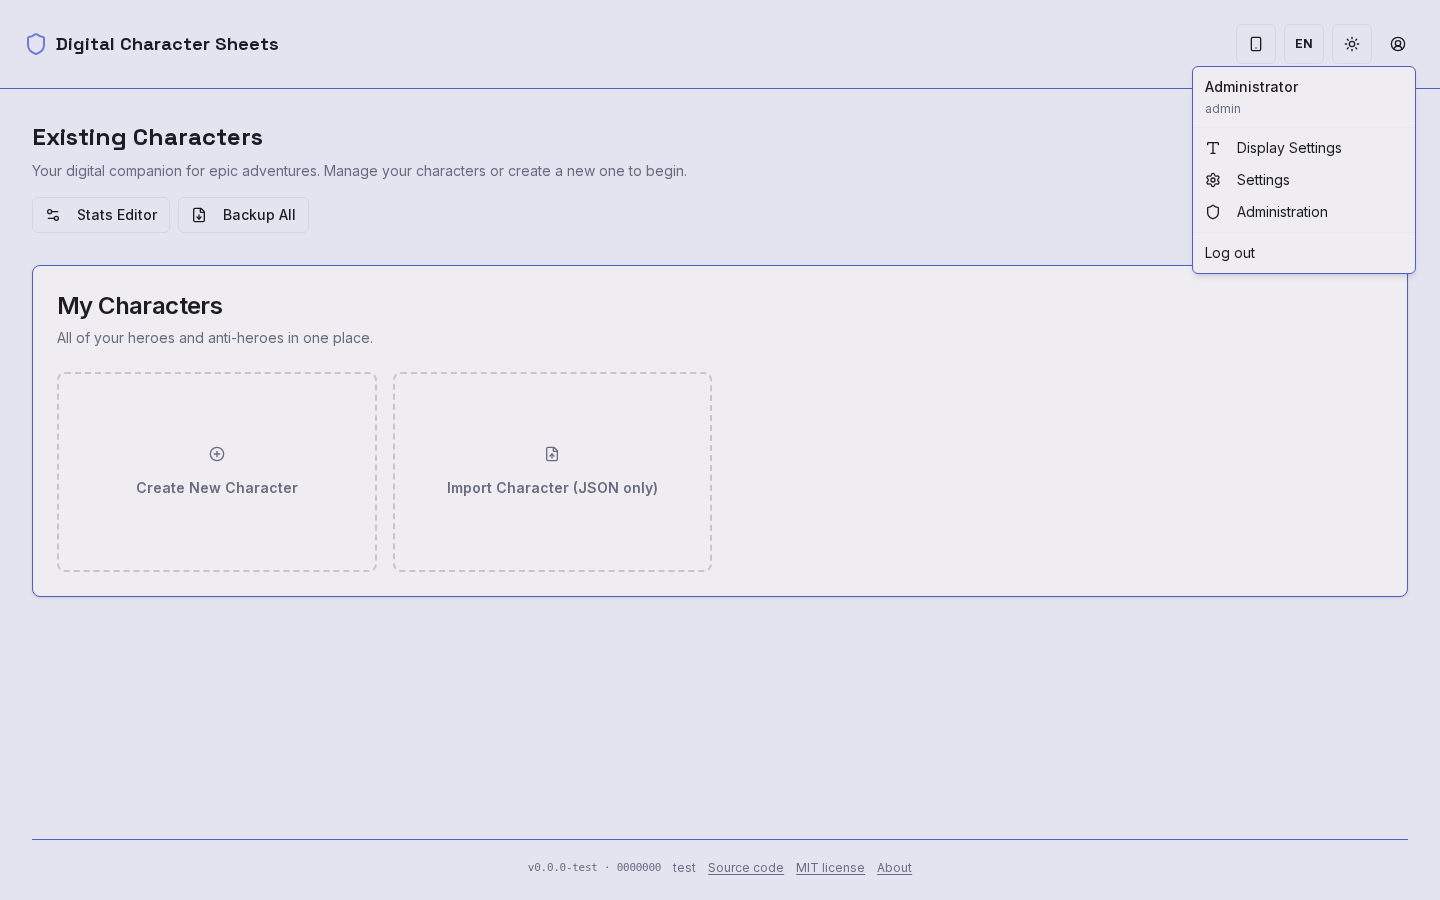 Digital Character Sheets
EN
Administrator
admin
Display Settings
Settings
Administration
Log out
Existing Characters
Your digital companion for epic adventures. Manage your characters or create a new one to begin.
Stats Editor
Backup All
My Characters
All of your heroes and anti-heroes in one place.
Create New Character
Import Character (JSON only)
v0.0.0-test · 0000000 test Source code MIT license About